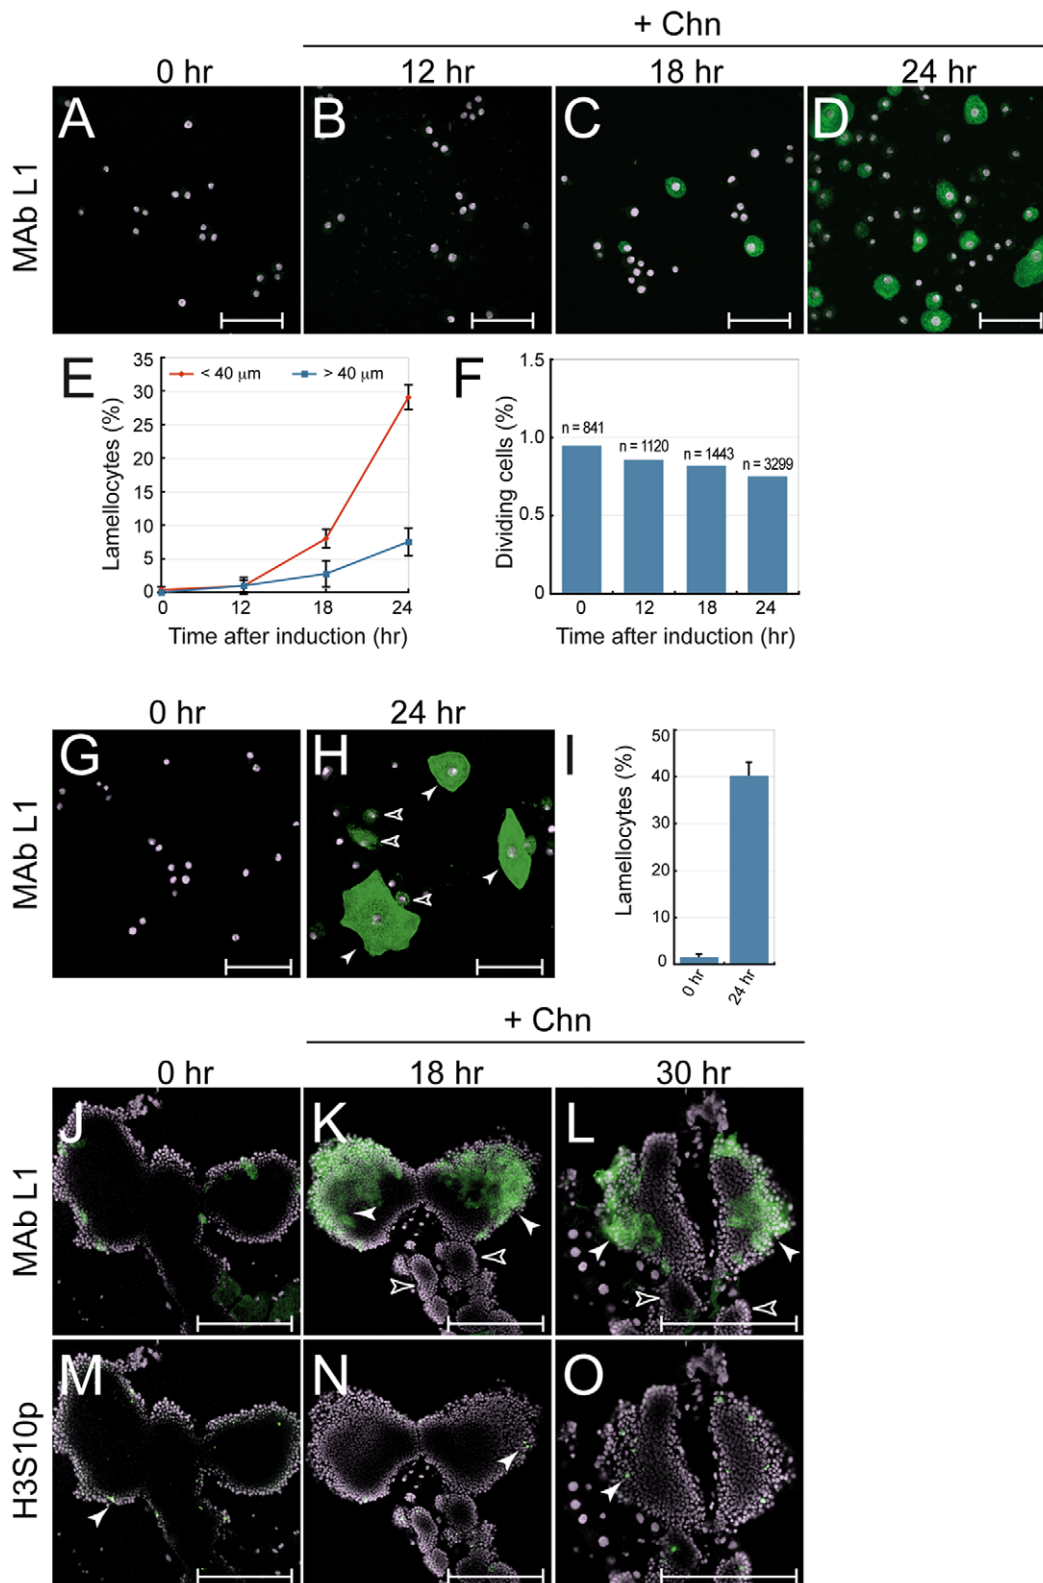 + Chn
0 hr 12 hr 18 hr 24 hr
MAb L1
A B C D
E
35
30
25
20
15
10
5
0
Lamellocytes (%)
< 40 μm > 40 μm
0 12 18 24
Time after induction (hr)
F
1.5
1.0
0.5
0
Dividing cells (%)
n = 841
n = 1120
n = 1443
n = 3299
0 12 18 24
Time after induction (hr)
0 hr 24 hr
MAb L1
G H
I
50
40
30
20
10
0
Lamellocytes (%)
0 hr 24 hr
+ Chn
0 hr 18 hr 30 hr
MAb L1
J K L
H3S10p
M N O